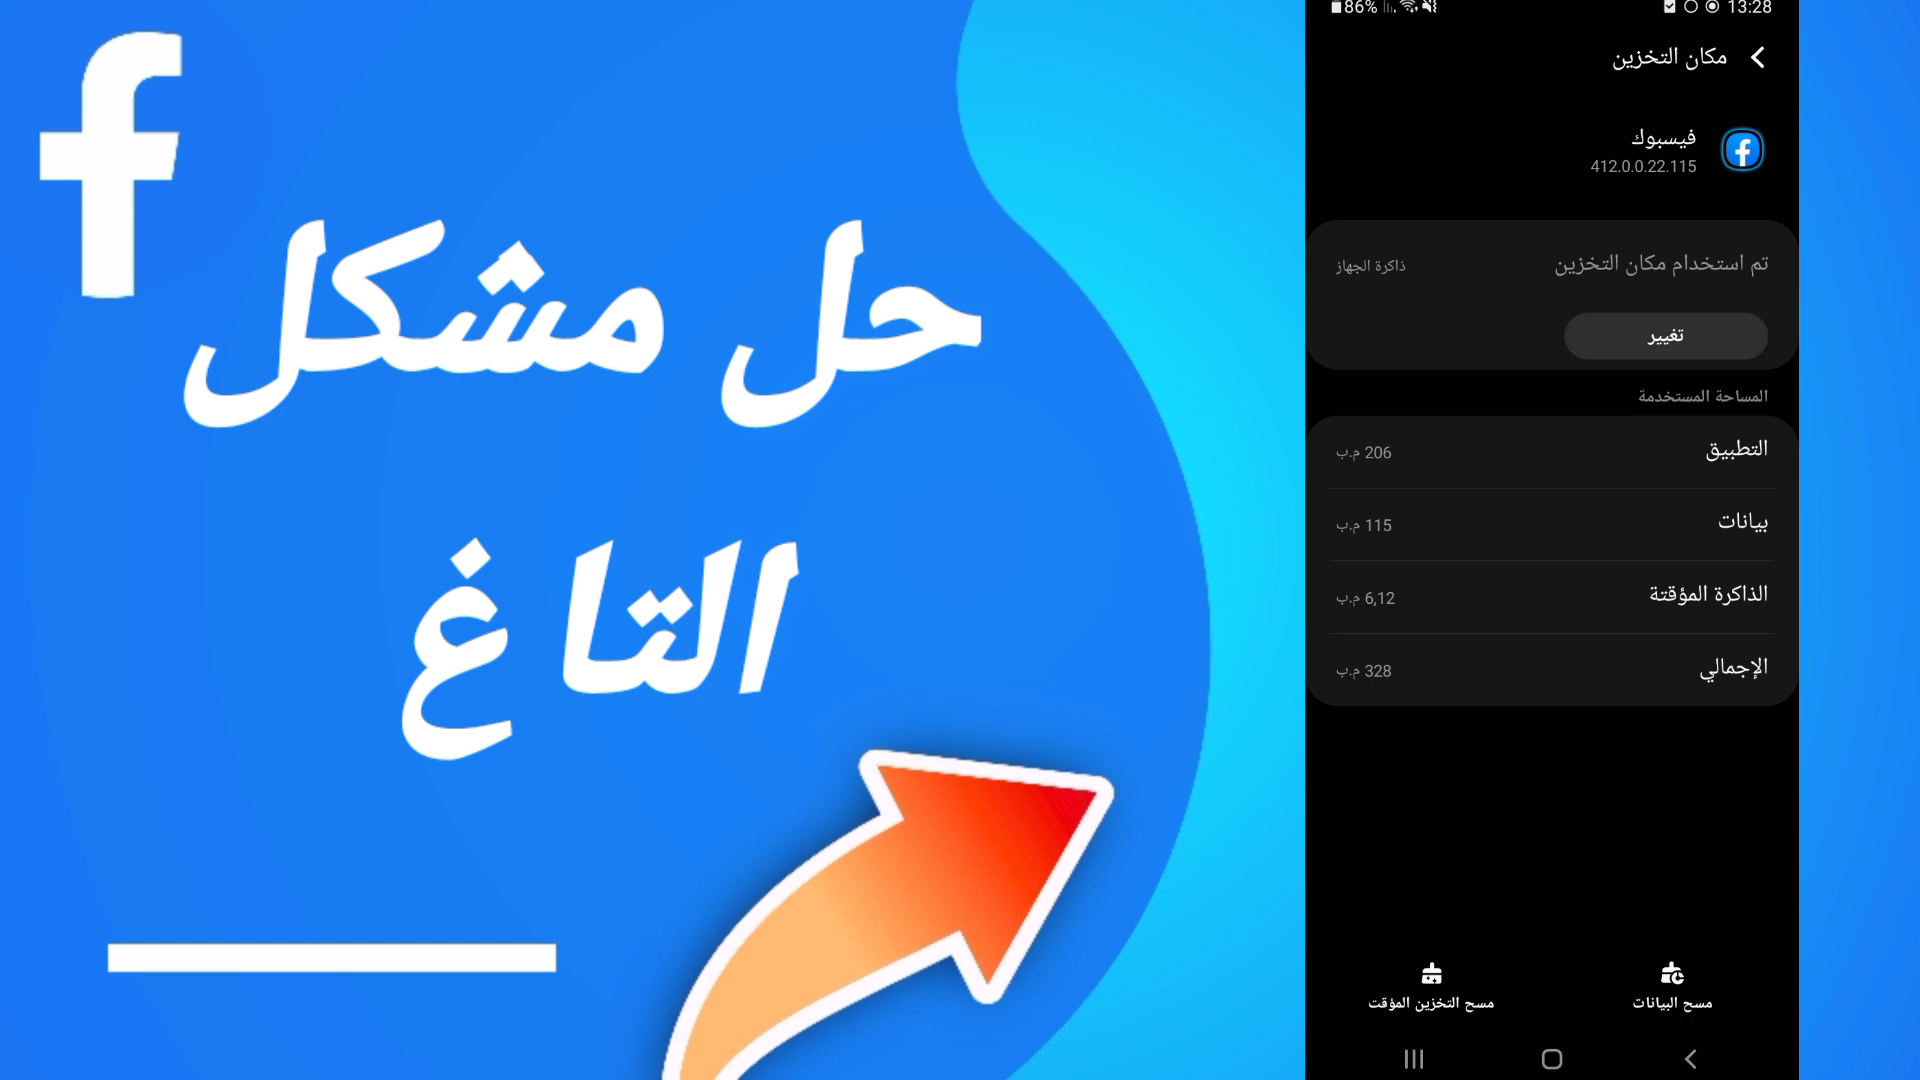 حل مشكل
التاغ
86%
13:28
مكان التخزين
فيسبوك
412.0.0.22.115
تم استخدام مكان التخزين
ذاكرة الجهاز
تغيير
المساحة المستخدمة
التطبيق
206 م.ب
بيانات
115 م.ب
الذاكرة المؤقتة
6,12 م.ب
الإجمالي
328 م.ب
مسح البيانات
مسح التخزين المؤقت